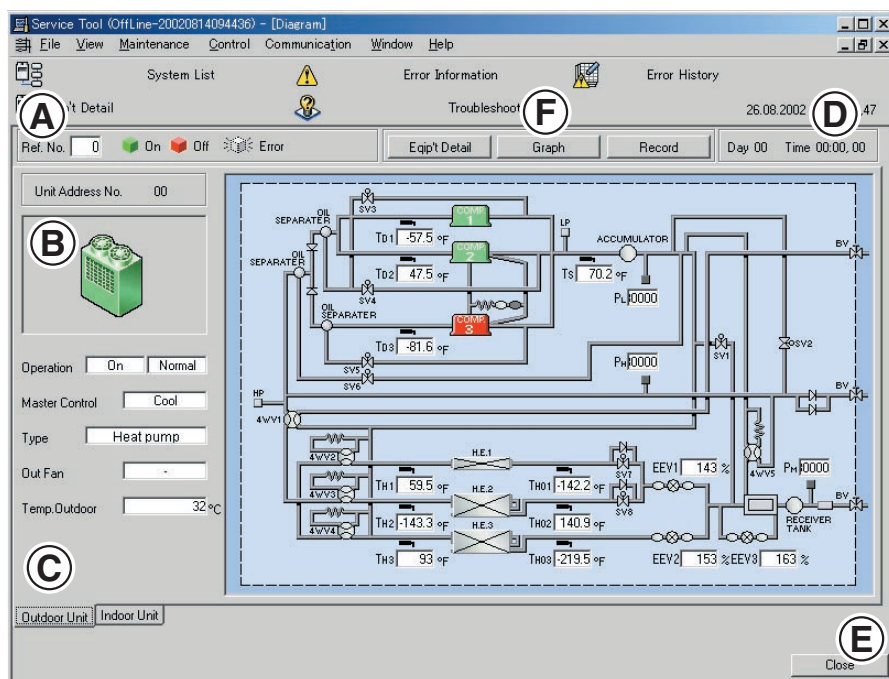 Service Tool (OffLine-20020814094436) - [Diagram]
File View Maintenance Control Communication Window Help
System List Error Information Error History
't Detail Troubleshoot 26.08.2002 .47
A F D
Ref. No. 0 On Off Error Eqip't Detail Graph Record Day 00 Time 00:00, 00
Unit Address No. 00
B
Operation On Normal
Master Control Cool
Type Heat pump
Out Fan -
Temp.Outdoor 32 °C
C
SV3
OIL SEPARATER
COMP. 1
TD1 -57.5 °F
LP
ACCUMULATOR
BV
OIL SEPARATER
COMP. 2
TD2 47.5 °F
TS 70.2 °F
SV4
PL 0000
OIL SEPARATER
COMP. 3
TD3 -81.6 °F
SV5
SV6
SV1
OSV2
PH 0000
HP
BV
4WV1
4WV2
H.E.1
SV7
EEV1 143 %
4WV5
PM 0000
TH1 59.5 °F
TH01 -142.2 °F
4WV3
H.E.2
SV8
BV
TH2 -143.3 °F
TH02 140.9 °F
4WV4
H.E.3
RECEIVER TANK
TH3 93 °F
TH03 -219.5 °F
EEV2 153 % EEV3 163 %
Outdoor Unit Indoor Unit
E
Close